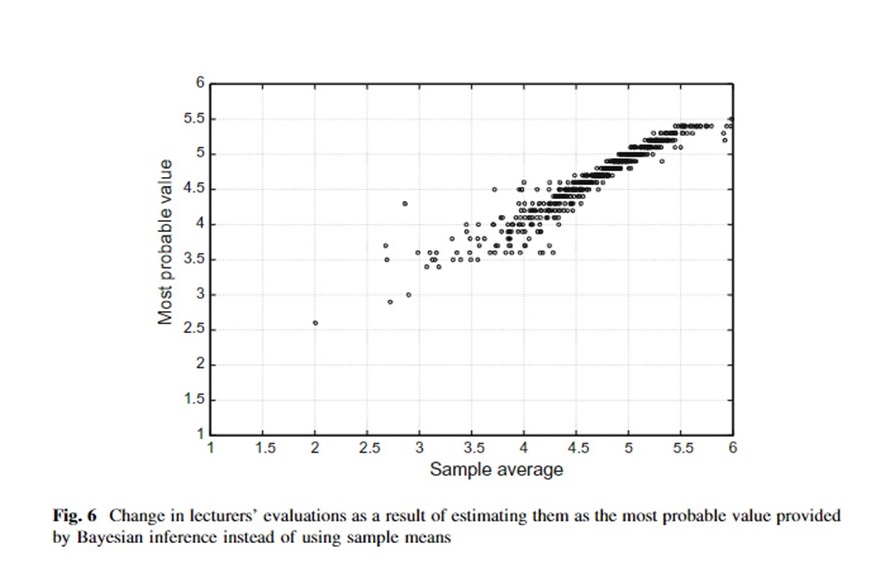 6
5.5
5
4.5
4
3.5
3
2.5
2
1.5
1
Most probable value
1 1.5 2 2.5 3 3.5 4 4.5 5 5.5 6
Sample average
Fig. 6 Change in lecturers' evaluations as a result of estimating them as the most probable value provided
by Bayesian inference instead of using sample means